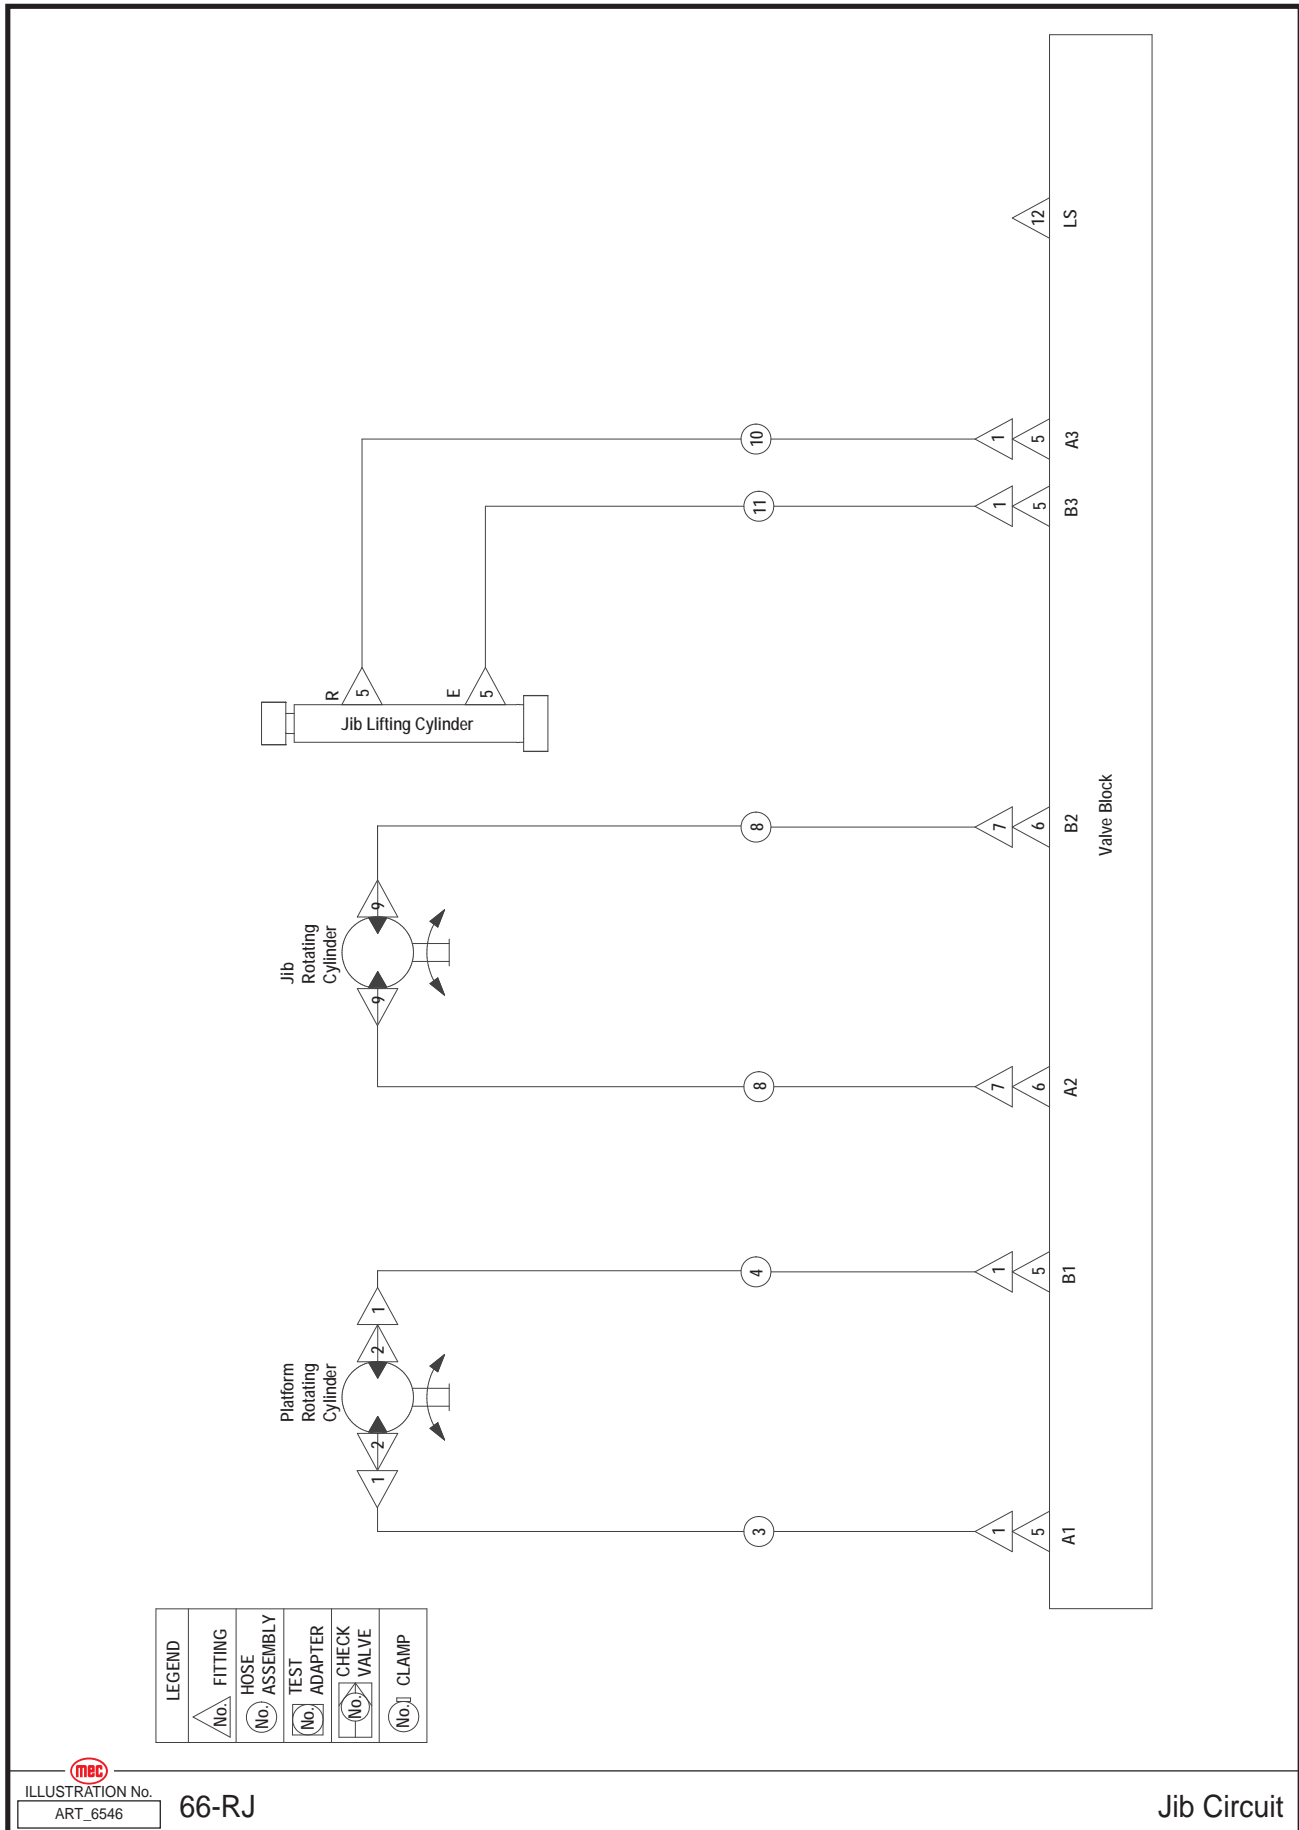 LEGEND
No. FITTING
No. HOSE
ASSEMBLY
No. TEST
ADAPTER
No. CHECK
VALVE
No. CLAMP
Platform
Rotating
Cylinder
1
2
2
1
Jib
Rotating
Cylinder
9
9
Jib Lifting Cylinder
R
5
E
5
3
4
8
8
11
10
1
1
7
7
1
1
5
5
6
6
5
5
12
A1
B1
A2
B2
B3
A3
LS
Valve Block
mec
ILLUSTRATION No.
ART_6546
66-RJ
Jib Circuit